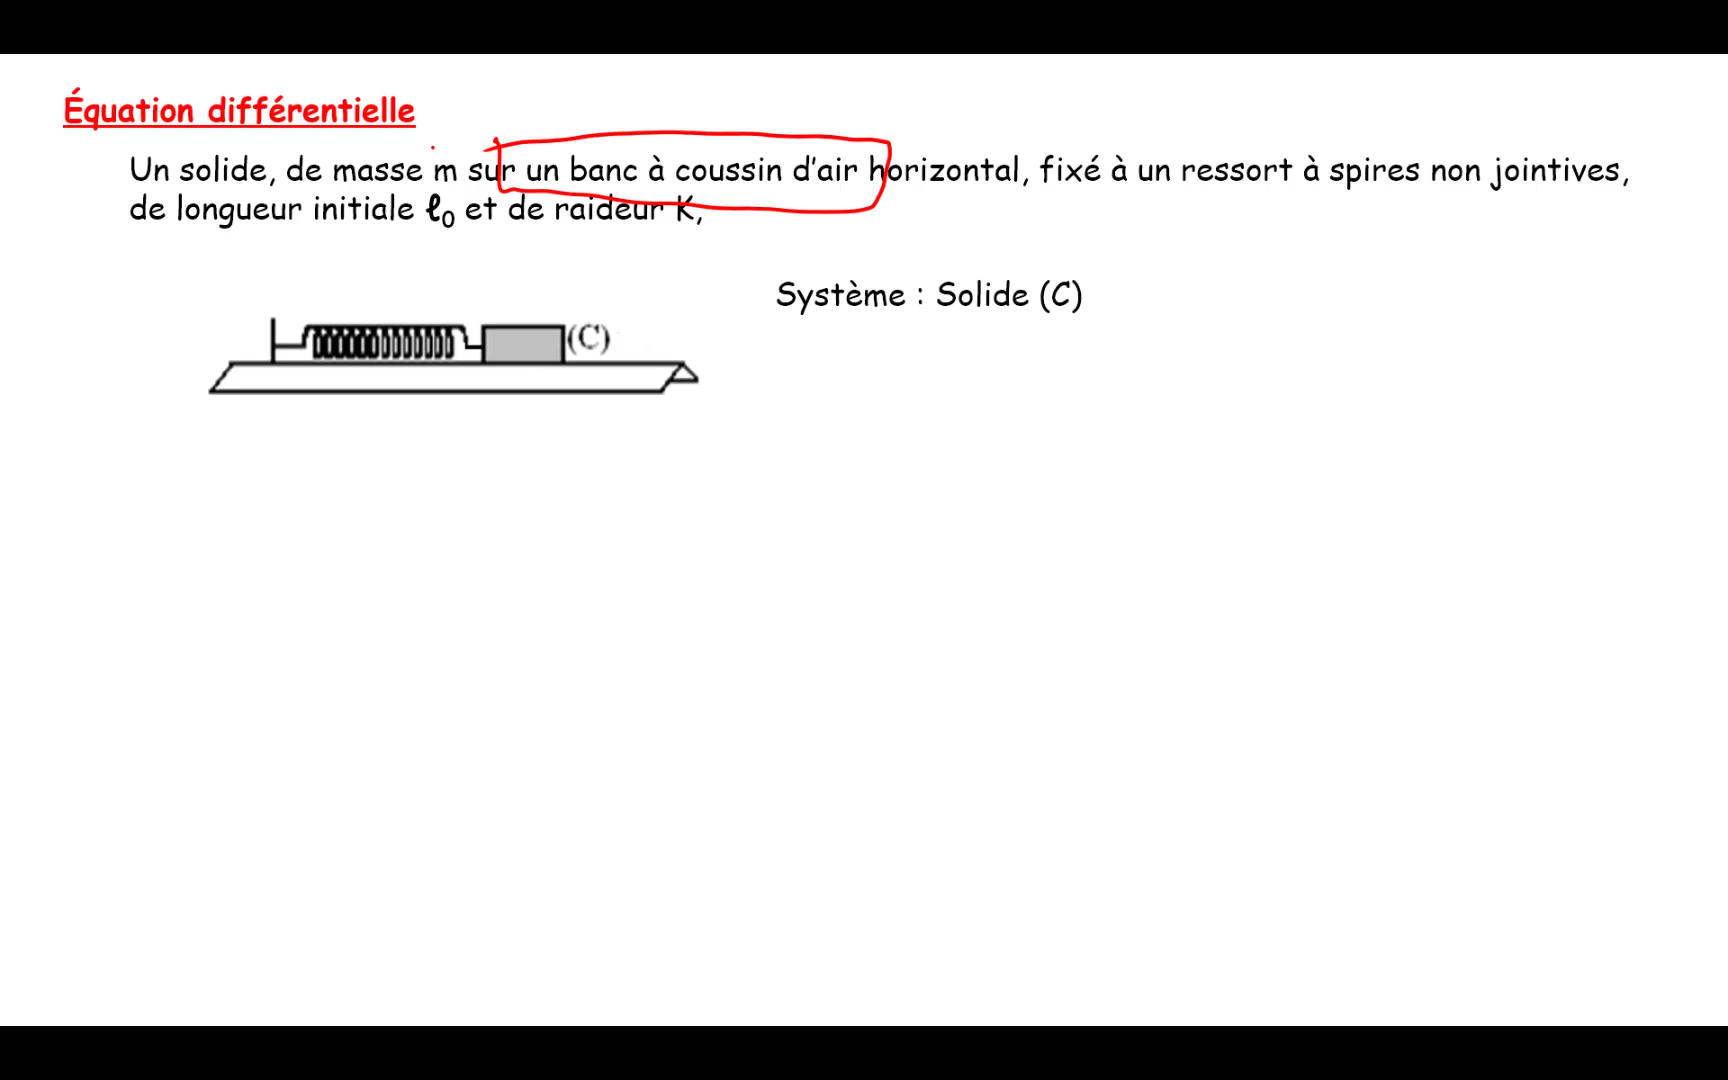 Équation différentielle
Un solide, de masse m sur un banc à coussin d’air horizontal, fixé à un ressort à spires non jointives,
de longueur initiale ℓ₀ et de raideur K,
Système : Solide (C)
(C)